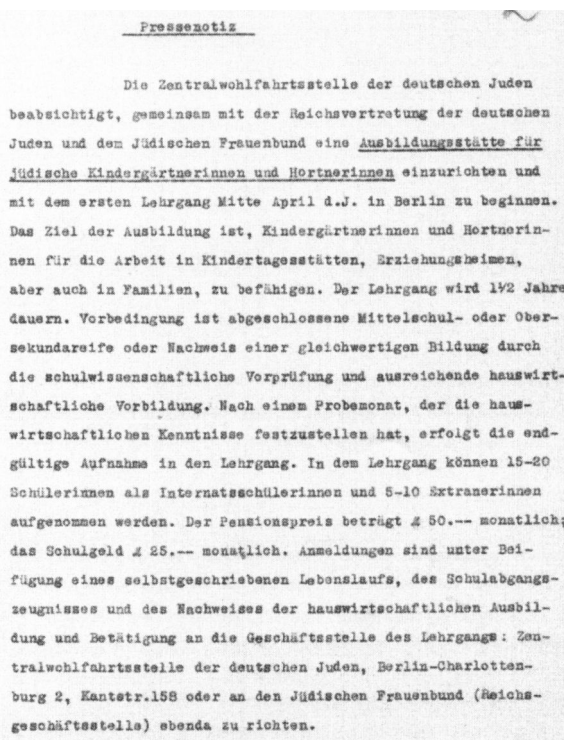 Pressenotiz
Die Zentralwohlfahrtsstelle der deutschen Juden
beabsichtigt, gemeinsam mit der Reichsvertretung der deutschen
Juden und dem Jüdischen Frauenbund eine Ausbildungsstätte für
jüdische Kindergärtnerinnen und Hortnerinnen einzurichten und
mit dem ersten Lehrgang Mitte April d.J. in Berlin zu beginnen.
Das Ziel der Ausbildung ist, Kindergärtnerinnen und Hortnerin-
nen für die Arbeit in Kindertagesstätten, Erziehungsheimen,
aber auch in Familien, zu befähigen. Der Lehrgang wird 1½ Jahre
dauern. Vorbedingung ist abgeschlossene Mittelschul- oder Ober-
sekundareife oder Nachweis einer gleichwertigen Bildung durch
die schulwissenschaftliche Vorprüfung und ausreichende hauswirt-
schaftliche Vorbildung. Nach einem Probemonat, der die haus-
wirtschaftlichen Kenntnisse festzustellen hat, erfolgt die end-
gültige Aufnahme in den Lehrgang. In dem Lehrgang können 15-20
Schülerinnen als Internatsschülerinnen und 5-10 Extranerinnen
aufgenommen werden. Der Pensionspreis beträgt ℳ 50.-- monatlich;
das Schulgeld ℳ 25.-- monatlich. Anmeldungen sind unter Bei-
fügung eines selbstgeschriebenen Lebenslaufs, des Schulabgangs-
zeugnisses und des Nachweises der hauswirtschaftlichen Ausbil-
dung und Betätigung an die Geschäftsstelle des Lehrgangs: Zen-
tralwohlfahrtsstelle der deutschen Juden, Berlin-Charlotten-
burg 2, Kantstr.158 oder an den Jüdischen Frauenbund (Reichs-
geschäftsstelle) ebenda zu richten.